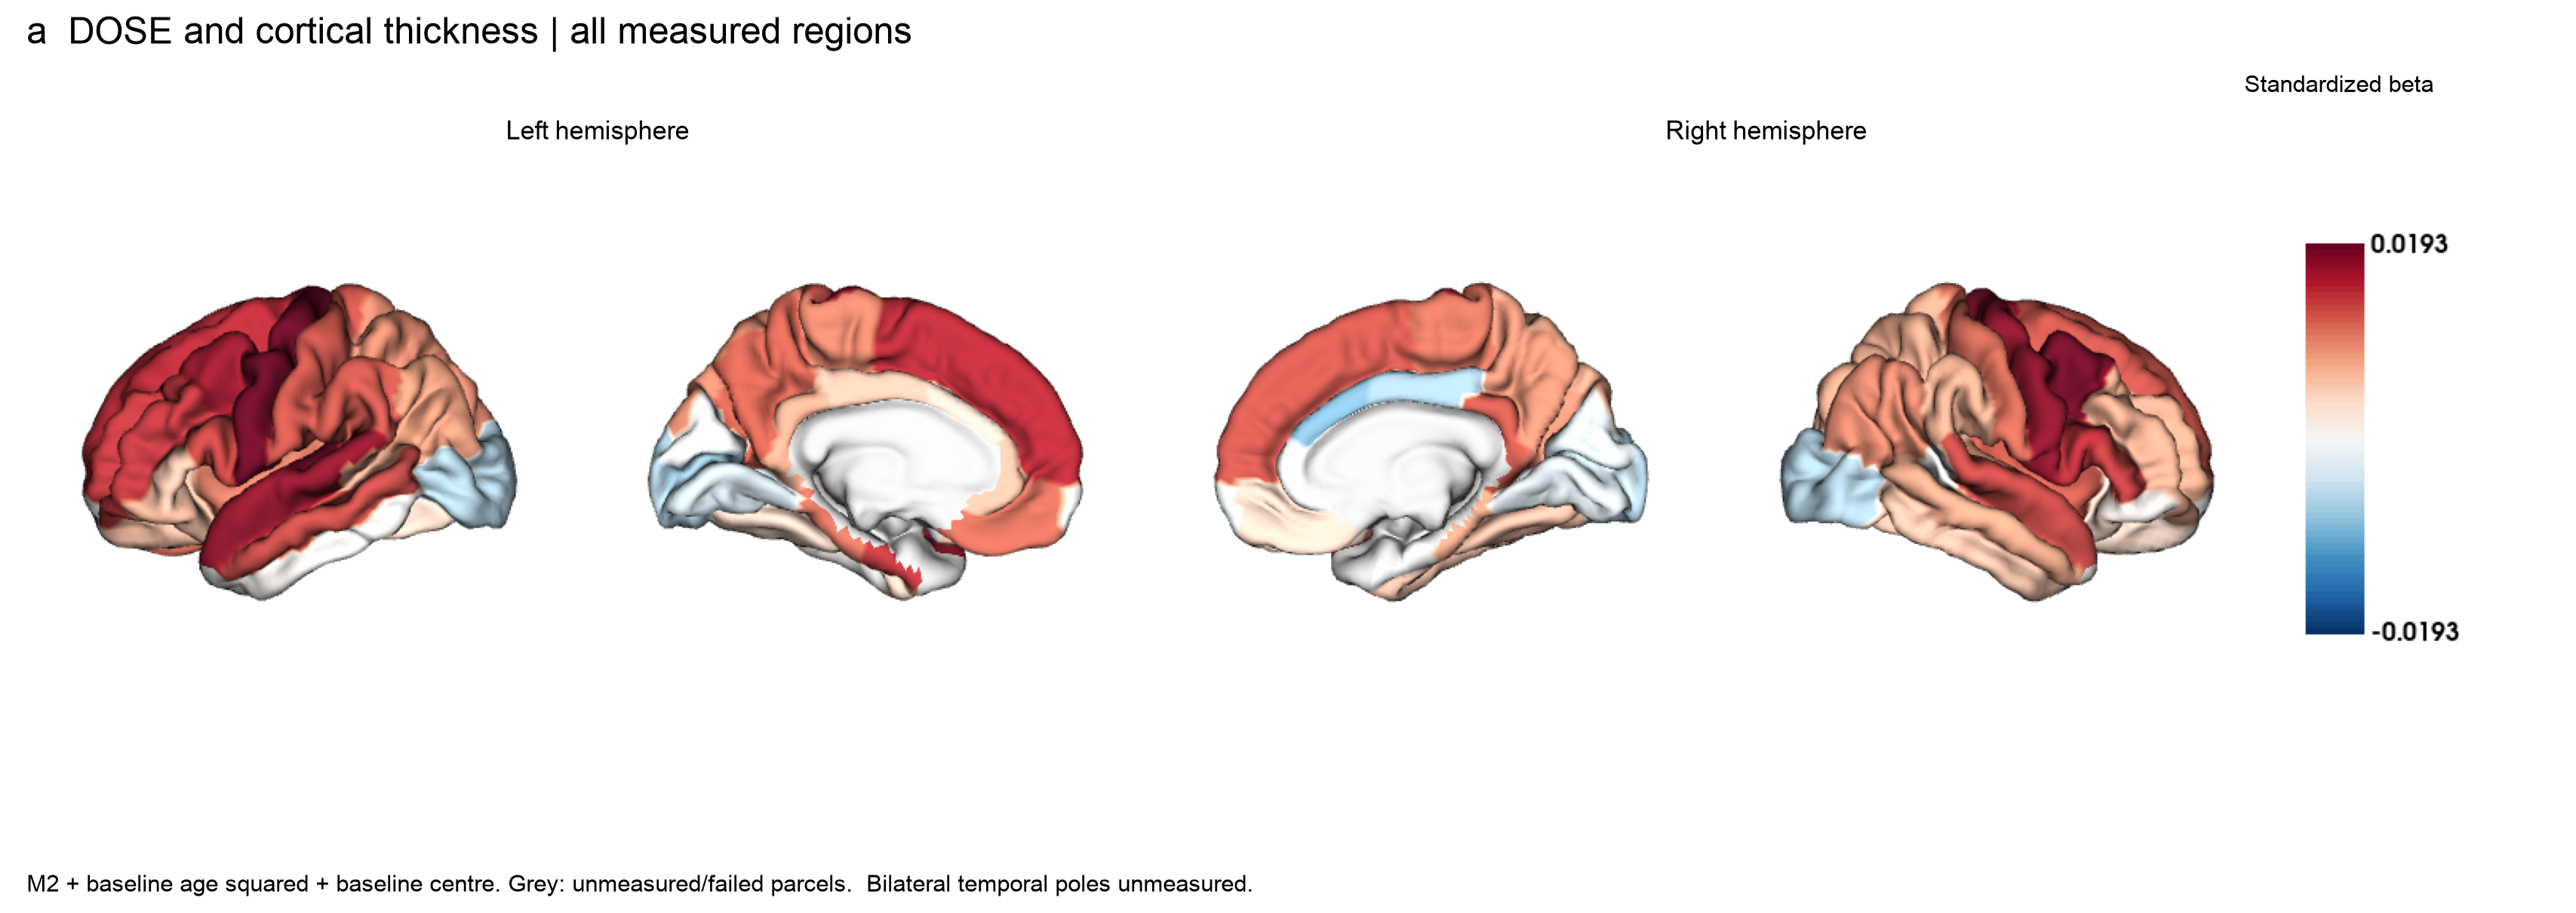 a  DOSE and cortical thickness | all measured regions
Standardized beta
Left hemisphere
Right hemisphere
0.0193
-0.0193
M2 + baseline age squared + baseline centre. Grey: unmeasured/failed parcels.  Bilateral temporal poles unmeasured.